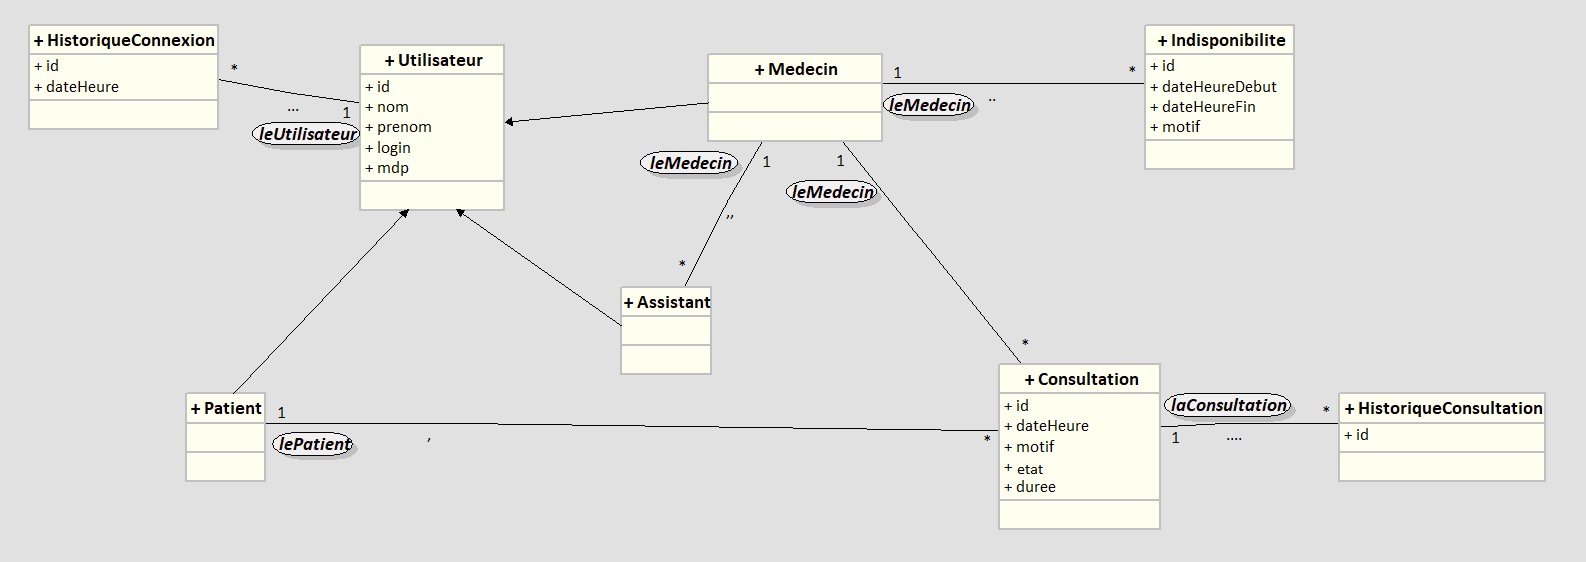 + HistoriqueConnexion
+ id
+ dateHeure
*
...
1
leUtilisateur
+ Utilisateur
+ id
+ nom
+ prenom
+ login
+ mdp
+ Medecin
1
leMedecin
..
*
+ Indisponibilite
+ id
+ dateHeureDebut
+ dateHeureFin
+ motif
leMedecin
1
,,
*
1
leMedecin
*
+ Assistant
+ Patient
1
lePatient
,
*
+ Consultation
+ id
+ dateHeure
+ motif
+ etat
+ duree
laConsultation
1
....
*
+ HistoriqueConsultation
+ id